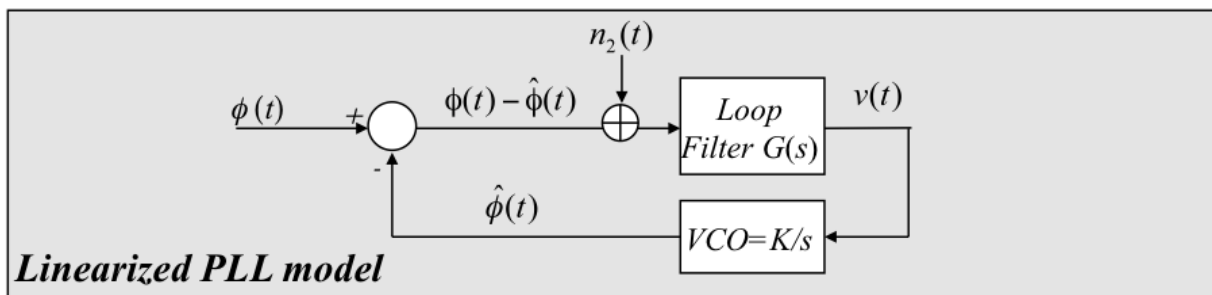 n₂(t)
ϕ(t)
+
ϕ(t) − ϕ̂(t)
Loop
Filter G(s)
v(t)
-
ϕ̂(t)
VCO=K/s
Linearized PLL model